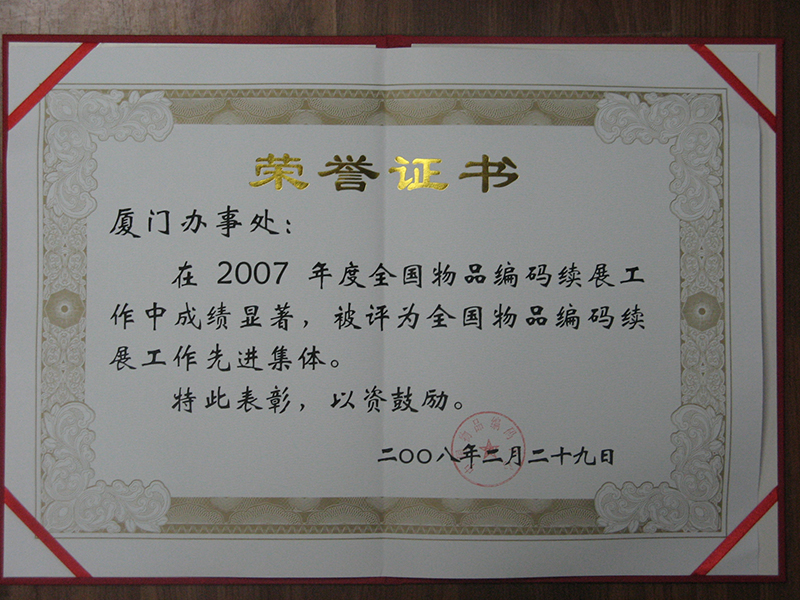 荣誉证书
厦门办事处：
在 2007 年度全国物品编码续展工
作中成绩显著，被评为全国物品编码续
展工作先进集体。
特此表彰，以资鼓励。
二〇〇八年二月二十九日